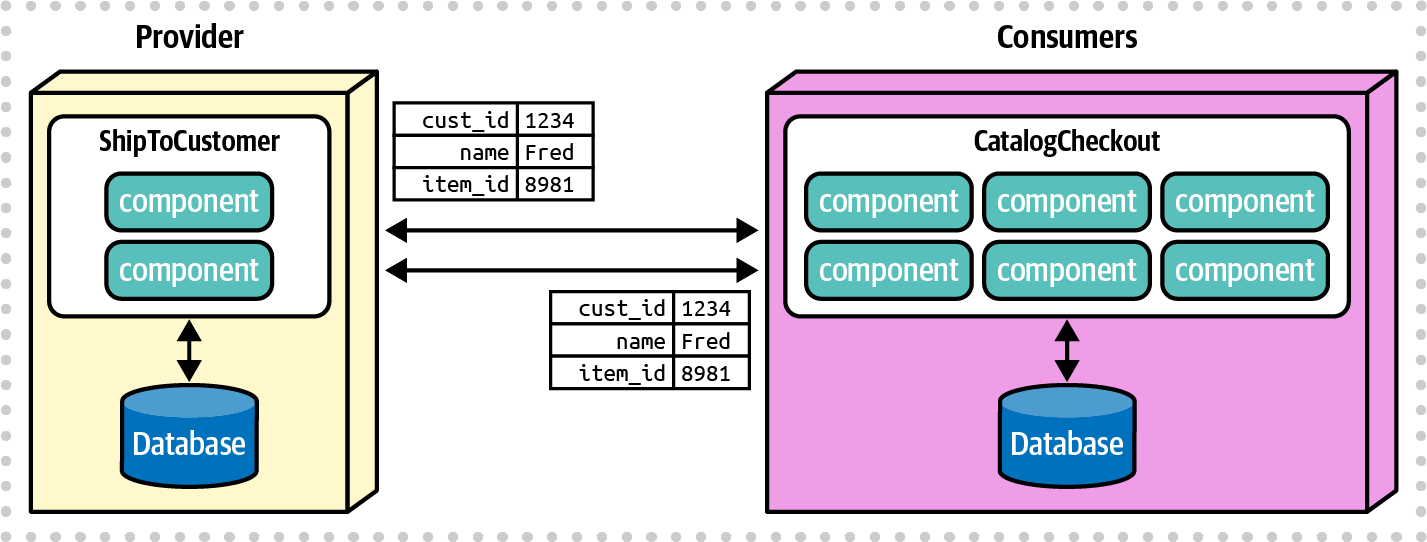 Provider
Consumers
ShipToCustomer
component
component
Database
cust_id 1234
name Fred
item_id 8981
cust_id 1234
name Fred
item_id 8981
CatalogCheckout
component component component
component component component
Database